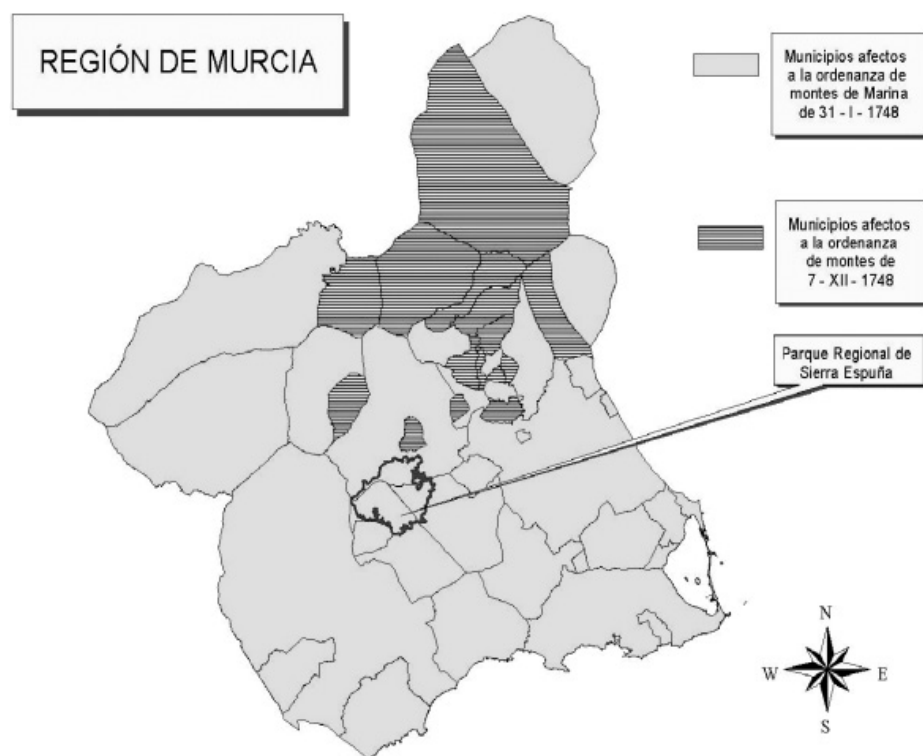 REGIÓN DE MURCIA
Municipios afectos
a la ordenanza de
montes de Marina
de 31 - I - 1748
Municipios afectos
a la ordenanza
de montes de
7 - XII - 1748
Parque Regional de
Sierra Espuña
N
W
E
S